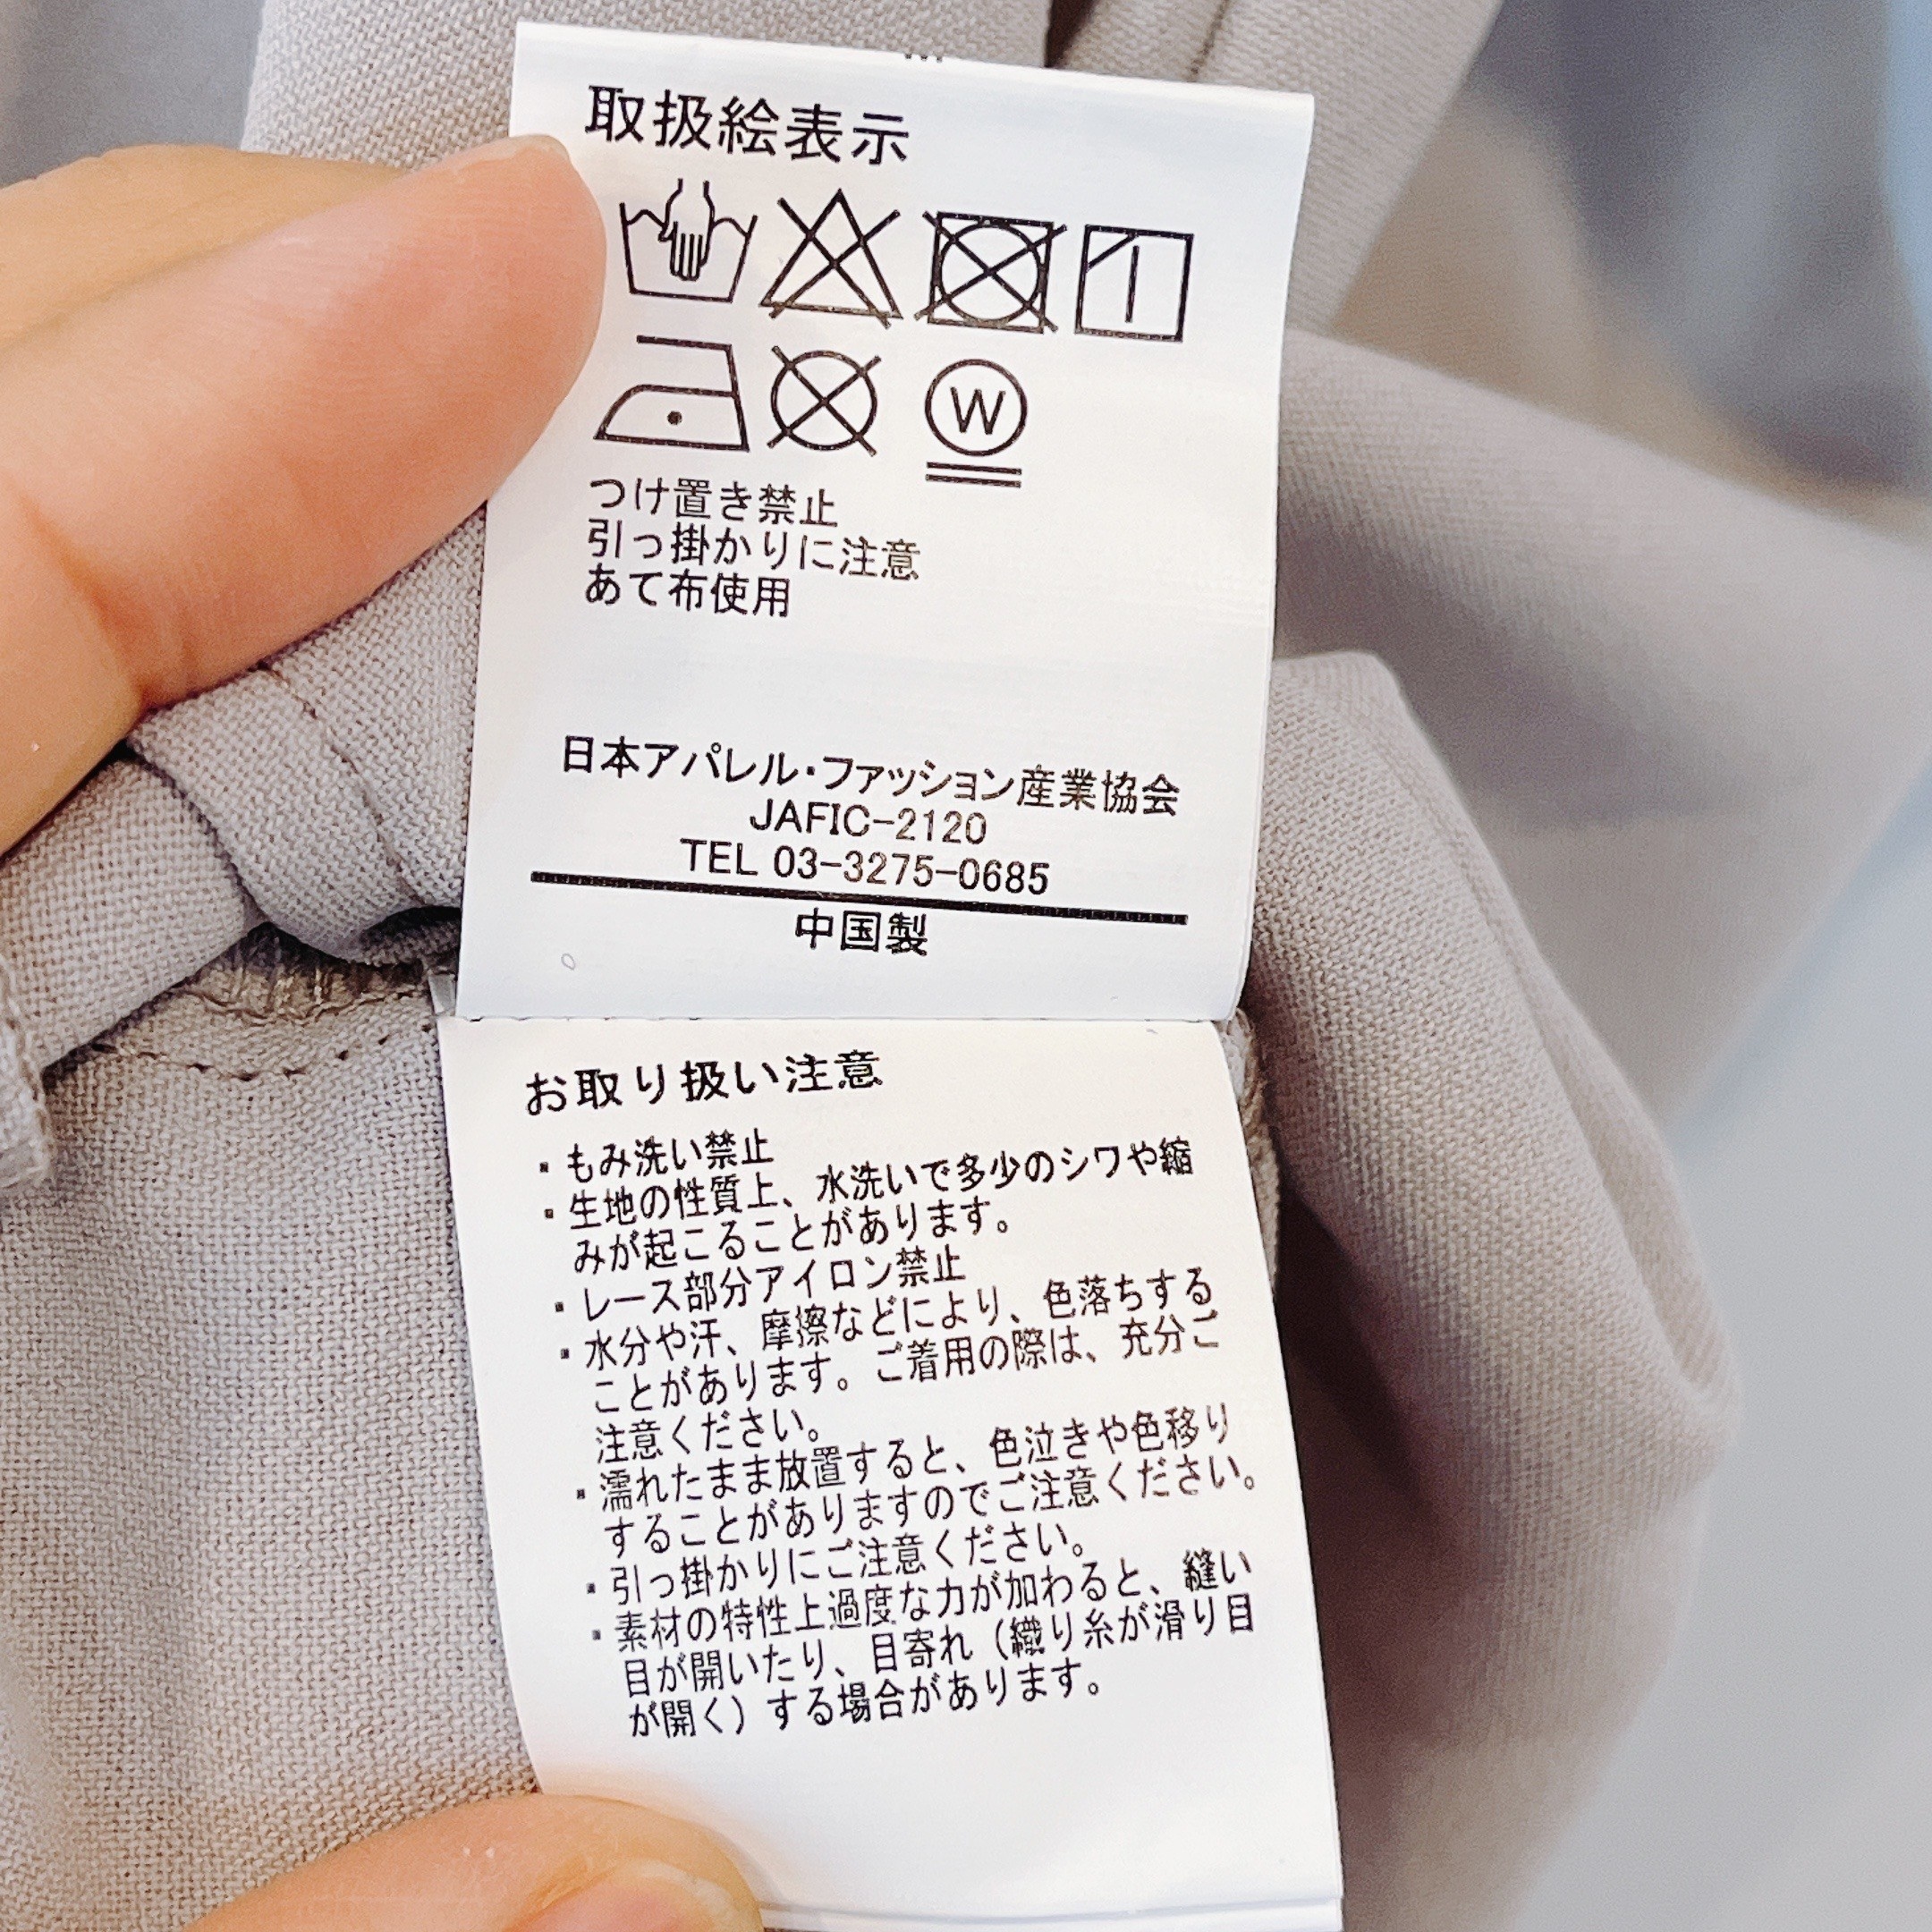 取扱絵表示
W
つけ置き禁止
引っ掛かりに注意
あて布使用
日本アパレル・ファッション産業協会
JAFIC-2120
TEL 03-3275-0685
中国製
お取り扱い注意
・もみ洗い禁止
・生地の性質上、水洗いで多少のシワや縮
みが起こることがあります。
・レース部分アイロン禁止
・水分や汗、摩擦などにより、色落ちする
ことがあります。ご着用の際は、充分ご
注意ください。
・濡れたまま放置すると、色泣きや色移り
することがありますのでご注意ください。
・引っ掛かりにご注意ください。
・素材の特性上過度な力が加わると、縫い
目が開いたり、目寄れ（織り糸が滑り目
が開く）する場合があります。